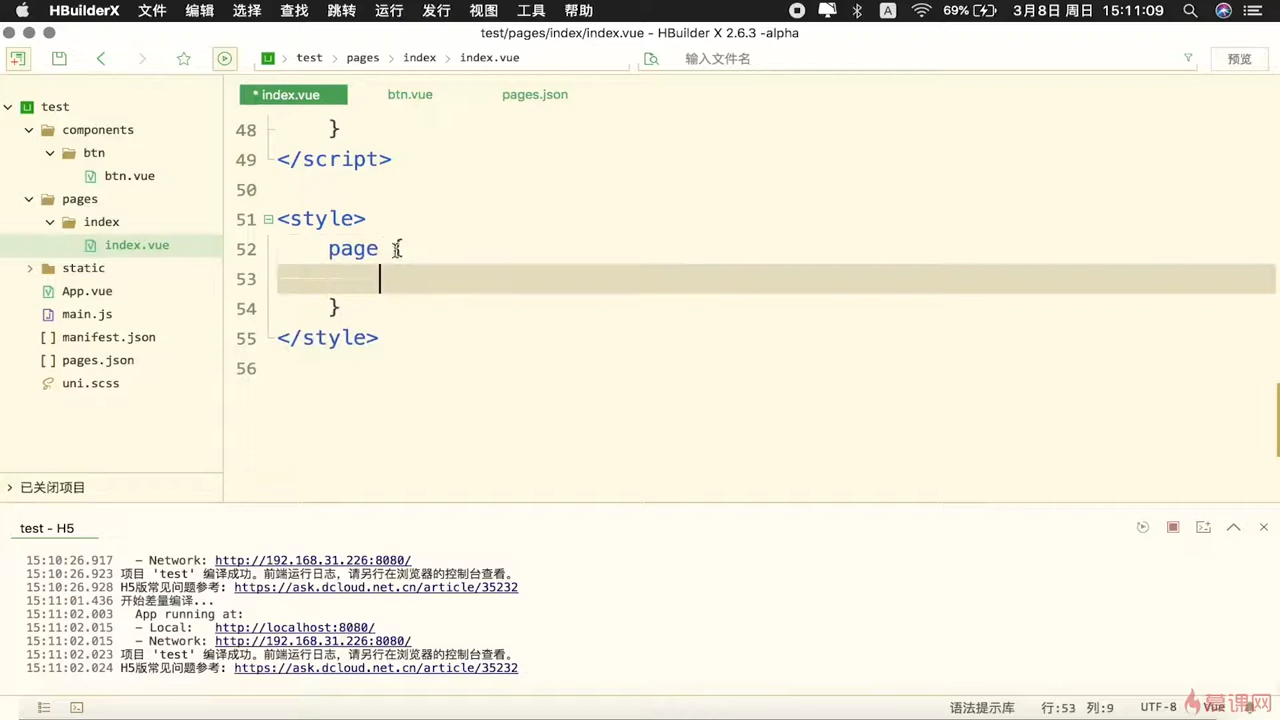 HBuilderX 文件 编辑 选择 查找 跳转 运行 发行 视图 工具 帮助 A 69% 3月8日 周日 15:11:09
test/pages/index/index.vue - HBuilder X 2.6.3 -alpha
test pages index index.vue 输入文件名 预览
test
components
btn
btn.vue
pages
index
index.vue
static
App.vue
main.js
[ ] manifest.json
[ ] pages.json
uni.scss
已关闭项目
* index.vue btn.vue pages.json
48 }
49 </script>
50
51 <style>
52 page {
53
54 }
55 </style>
56
test - H5
15:10:26.917 - Network: http://192.168.31.226:8080/
15:10:26.923 项目 'test' 编译成功。前端运行日志，请另行在浏览器的控制台查看。
15:10:26.928 H5版常见问题参考: https://ask.dcloud.net.cn/article/35232
15:11:01.436 开始差量编译...
15:11:02.003 App running at:
15:11:02.015 - Local: http://localhost:8080/
15:11:02.015 - Network: http://192.168.31.226:8080/
15:11:02.023 项目 'test' 编译成功。前端运行日志，请另行在浏览器的控制台查看。
15:11:02.024 H5版常见问题参考: https://ask.dcloud.net.cn/article/35232
语法提示库 行:53 列:9 UTF-8 Vue
慕课网